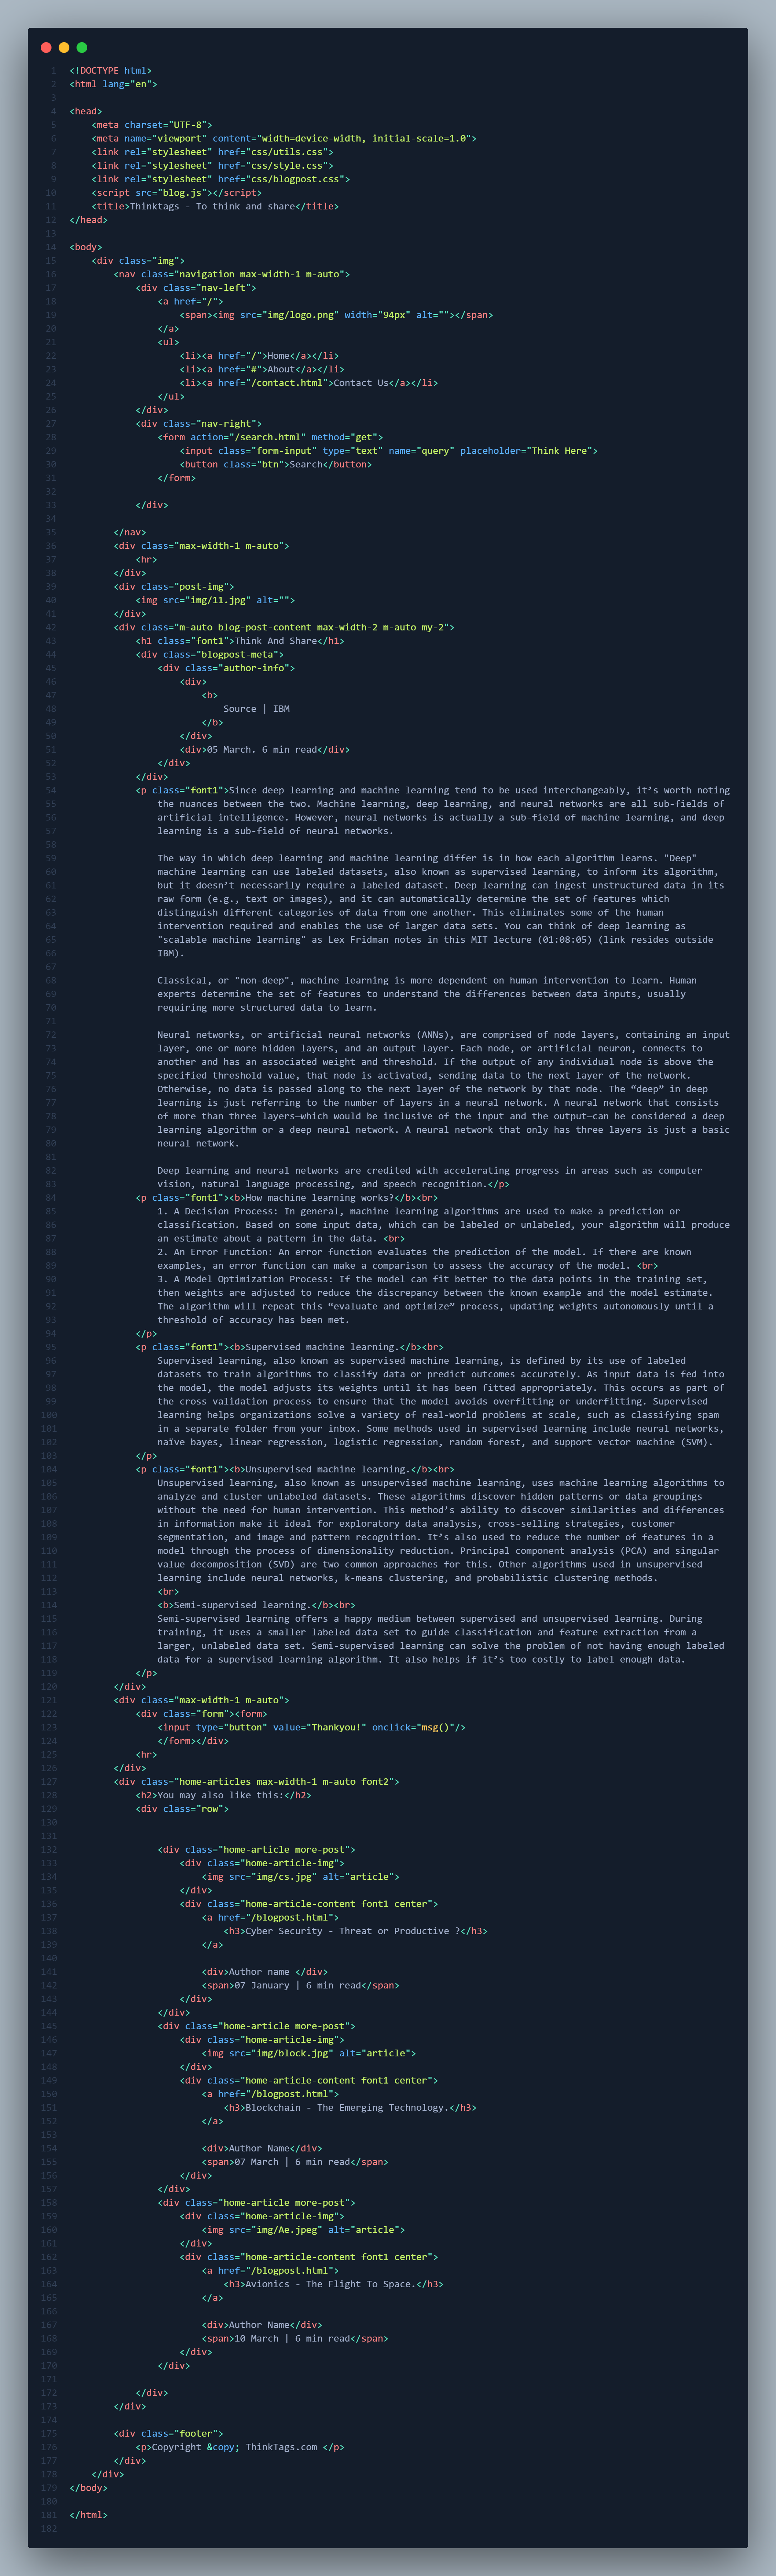 1 <!DOCTYPE html>
2 <html lang="en">
3
4 <head>
5     <meta charset="UTF-8">
6     <meta name="viewport" content="width=device-width, initial-scale=1.0">
7     <link rel="stylesheet" href="css/utils.css">
8     <link rel="stylesheet" href="css/style.css">
9     <link rel="stylesheet" href="css/blogpost.css">
10     <script src="blog.js"></script>
11     <title>Thinktags - To think and share</title>
12 </head>
13
14 <body>
15     <div class="img">
16         <nav class="navigation max-width-1 m-auto">
17             <div class="nav-left">
18                 <a href="/">
19                     <span><img src="img/logo.png" width="94px" alt=""></span>
20                 </a>
21                 <ul>
22                     <li><a href="/">Home</a></li>
23                     <li><a href="#">About</a></li>
24                     <li><a href="/contact.html">Contact Us</a></li>
25                 </ul>
26             </div>
27             <div class="nav-right">
28                 <form action="/search.html" method="get">
29                     <input class="form-input" type="text" name="query" placeholder="Think Here">
30                     <button class="btn">Search</button>
31                 </form>
32
33             </div>
34
35         </nav>
36         <div class="max-width-1 m-auto">
37             <hr>
38         </div>
39         <div class="post-img">
40             <img src="img/11.jpg" alt="">
41         </div>
42         <div class="m-auto blog-post-content max-width-2 m-auto my-2">
43             <h1 class="font1">Think And Share</h1>
44             <div class="blogpost-meta">
45                 <div class="author-info">
46                     <div>
47                         <b>
48                             Source | IBM
49                         </b>
50                     </div>
51                     <div>05 March. 6 min read</div>
52                 </div>
53             </div>
54             <p class="font1">Since deep learning and machine learning tend to be used interchangeably, it’s worth noting
55                 the nuances between the two. Machine learning, deep learning, and neural networks are all sub-fields of
56                 artificial intelligence. However, neural networks is actually a sub-field of machine learning, and deep
57                 learning is a sub-field of neural networks.
58
59                 The way in which deep learning and machine learning differ is in how each algorithm learns. "Deep"
60                 machine learning can use labeled datasets, also known as supervised learning, to inform its algorithm,
61                 but it doesn’t necessarily require a labeled dataset. Deep learning can ingest unstructured data in its
62                 raw form (e.g., text or images), and it can automatically determine the set of features which
63                 distinguish different categories of data from one another. This eliminates some of the human
64                 intervention required and enables the use of larger data sets. You can think of deep learning as
65                 "scalable machine learning" as Lex Fridman notes in this MIT lecture (01:08:05) (link resides outside
66                 IBM).
67
68                 Classical, or "non-deep", machine learning is more dependent on human intervention to learn. Human
69                 experts determine the set of features to understand the differences between data inputs, usually
70                 requiring more structured data to learn.
71
72                 Neural networks, or artificial neural networks (ANNs), are comprised of node layers, containing an input
73                 layer, one or more hidden layers, and an output layer. Each node, or artificial neuron, connects to
74                 another and has an associated weight and threshold. If the output of any individual node is above the
75                 specified threshold value, that node is activated, sending data to the next layer of the network.
76                 Otherwise, no data is passed along to the next layer of the network by that node. The “deep” in deep
77                 learning is just referring to the number of layers in a neural network. A neural network that consists
78                 of more than three layers—which would be inclusive of the input and the output—can be considered a deep
79                 learning algorithm or a deep neural network. A neural network that only has three layers is just a basic
80                 neural network.
81
82                 Deep learning and neural networks are credited with accelerating progress in areas such as computer
83                 vision, natural language processing, and speech recognition.</p>
84             <p class="font1"><b>How machine learning works?</b><br>
85                 1. A Decision Process: In general, machine learning algorithms are used to make a prediction or
86                 classification. Based on some input data, which can be labeled or unlabeled, your algorithm will produce
87                 an estimate about a pattern in the data. <br>
88                 2. An Error Function: An error function evaluates the prediction of the model. If there are known
89                 examples, an error function can make a comparison to assess the accuracy of the model. <br>
90                 3. A Model Optimization Process: If the model can fit better to the data points in the training set,
91                 then weights are adjusted to reduce the discrepancy between the known example and the model estimate.
92                 The algorithm will repeat this “evaluate and optimize” process, updating weights autonomously until a
93                 threshold of accuracy has been met.
94             </p>
95             <p class="font1"><b>Supervised machine learning.</b><br>
96                 Supervised learning, also known as supervised machine learning, is defined by its use of labeled
97                 datasets to train algorithms to classify data or predict outcomes accurately. As input data is fed into
98                 the model, the model adjusts its weights until it has been fitted appropriately. This occurs as part of
99                 the cross validation process to ensure that the model avoids overfitting or underfitting. Supervised
100                 learning helps organizations solve a variety of real-world problems at scale, such as classifying spam
101                 in a separate folder from your inbox. Some methods used in supervised learning include neural networks,
102                 naïve bayes, linear regression, logistic regression, random forest, and support vector machine (SVM).
103             </p>
104             <p class="font1"><b>Unsupervised machine learning.</b><br>
105                 Unsupervised learning, also known as unsupervised machine learning, uses machine learning algorithms to
106                 analyze and cluster unlabeled datasets. These algorithms discover hidden patterns or data groupings
107                 without the need for human intervention. This method’s ability to discover similarities and differences
108                 in information make it ideal for exploratory data analysis, cross-selling strategies, customer
109                 segmentation, and image and pattern recognition. It’s also used to reduce the number of features in a
110                 model through the process of dimensionality reduction. Principal component analysis (PCA) and singular
111                 value decomposition (SVD) are two common approaches for this. Other algorithms used in unsupervised
112                 learning include neural networks, k-means clustering, and probabilistic clustering methods.
113                 <br>
114                 <b>Semi-supervised learning.</b><br>
115                 Semi-supervised learning offers a happy medium between supervised and unsupervised learning. During
116                 training, it uses a smaller labeled data set to guide classification and feature extraction from a
117                 larger, unlabeled data set. Semi-supervised learning can solve the problem of not having enough labeled
118                 data for a supervised learning algorithm. It also helps if it’s too costly to label enough data.
119             </p>
120         </div>
121         <div class="max-width-1 m-auto">
122             <div class="form"><form>
123                 <input type="button" value="Thankyou!" onclick="msg()"/>
124                 </form></div>
125             <hr>
126         </div>
127         <div class="home-articles max-width-1 m-auto font2">
128             <h2>You may also like this:</h2>
129             <div class="row">
130
131
132                 <div class="home-article more-post">
133                     <div class="home-article-img">
134                         <img src="img/cs.jpg" alt="article">
135                     </div>
136                     <div class="home-article-content font1 center">
137                         <a href="/blogpost.html">
138                             <h3>Cyber Security - Threat or Productive ?</h3>
139                         </a>
140
141                         <div>Author name </div>
142                         <span>07 January | 6 min read</span>
143                     </div>
144                 </div>
145                 <div class="home-article more-post">
146                     <div class="home-article-img">
147                         <img src="img/block.jpg" alt="article">
148                     </div>
149                     <div class="home-article-content font1 center">
150                         <a href="/blogpost.html">
151                             <h3>Blockchain - The Emerging Technology.</h3>
152                         </a>
153
154                         <div>Author Name</div>
155                         <span>07 March | 6 min read</span>
156                     </div>
157                 </div>
158                 <div class="home-article more-post">
159                     <div class="home-article-img">
160                         <img src="img/Ae.jpeg" alt="article">
161                     </div>
162                     <div class="home-article-content font1 center">
163                         <a href="/blogpost.html">
164                             <h3>Avionics - The Flight To Space.</h3>
165                         </a>
166
167                         <div>Author Name</div>
168                         <span>10 March | 6 min read</span>
169                     </div>
170                 </div>
171
172             </div>
173         </div>
174
175         <div class="footer">
176             <p>Copyright &copy; ThinkTags.com </p>
177         </div>
178     </div>
179 </body>
180
181 </html>
182